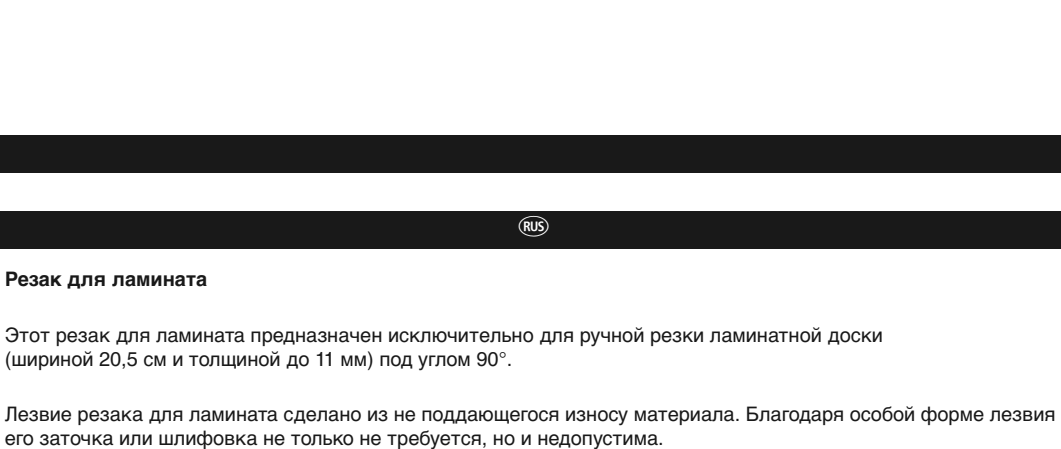 RUS
Резак для ламината
Этот резак для ламината предназначен исключительно для ручной резки ламинатной доски
(шириной 20,5 см и толщиной до 11 мм) под углом 90°.
Лезвие резака для ламината сделано из не поддающегося износу материала. Благодаря особой форме лезвия
его заточка или шлифовка не только не требуется, но и недопустима.